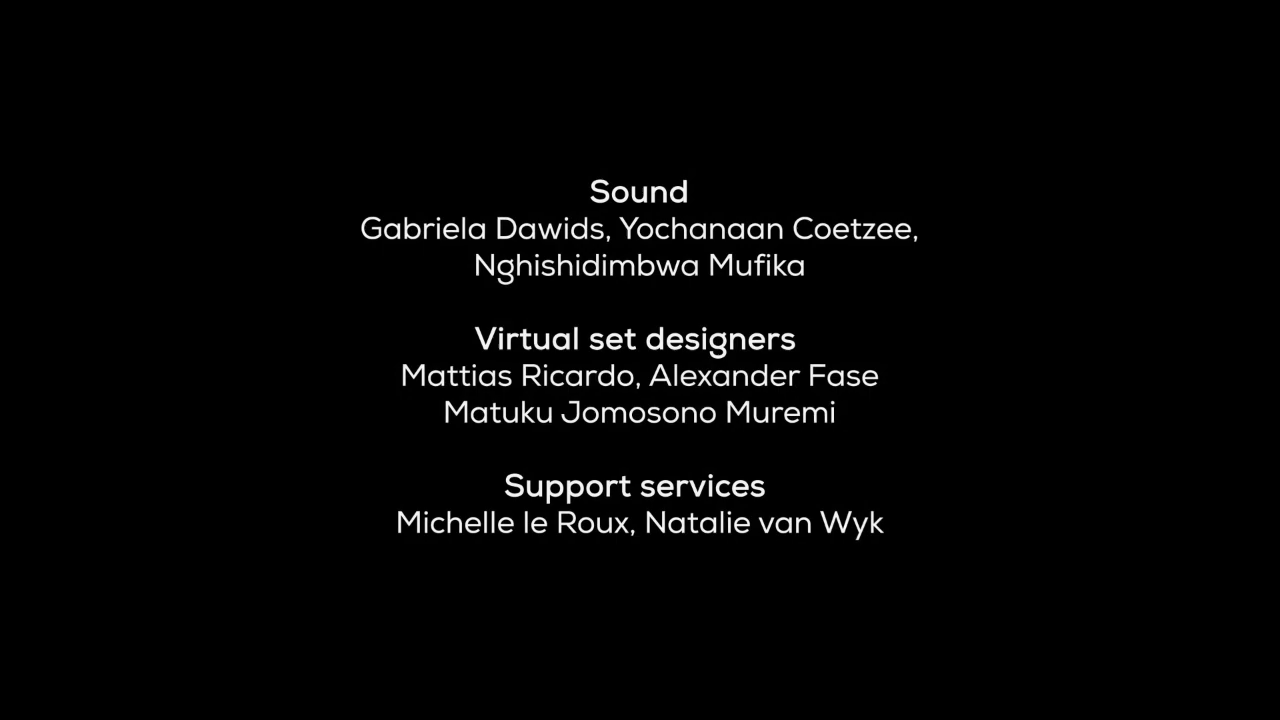 Sound
Gabriela Dawids, Yochanaan Coetzee,
Nghishidimbwa Mufika
Virtual set designers
Mattias Ricardo, Alexander Fase
Matuku Jomosono Muremi
Support services
Michelle le Roux, Natalie van Wyk